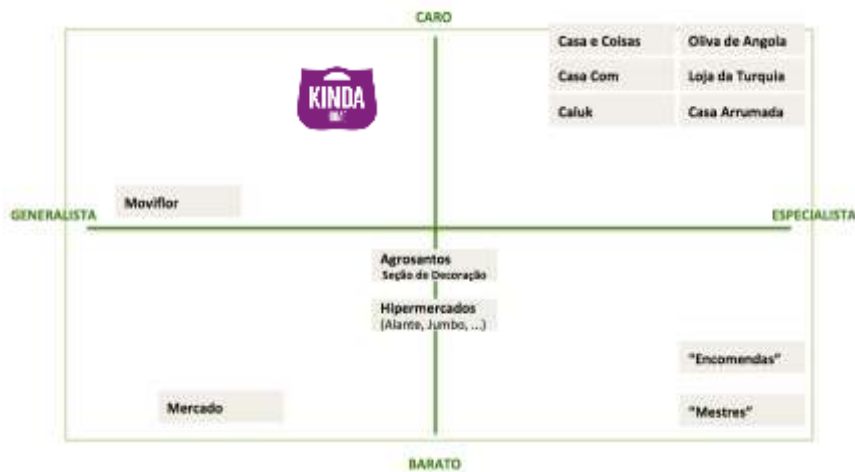 CARO
Casa e Coisas
Oliva de Angola
KINDA
Casa Com
Loja da Turquia
Caluk
Casa Arrumada
Moviflor
GENERALISTA
ESPECIALISTA
Agrosantos
Seção de Decoração
Hipermercados
(Alante, Jumbo, ...)
"Encomendas"
Mercado
"Mestres"
BARATO